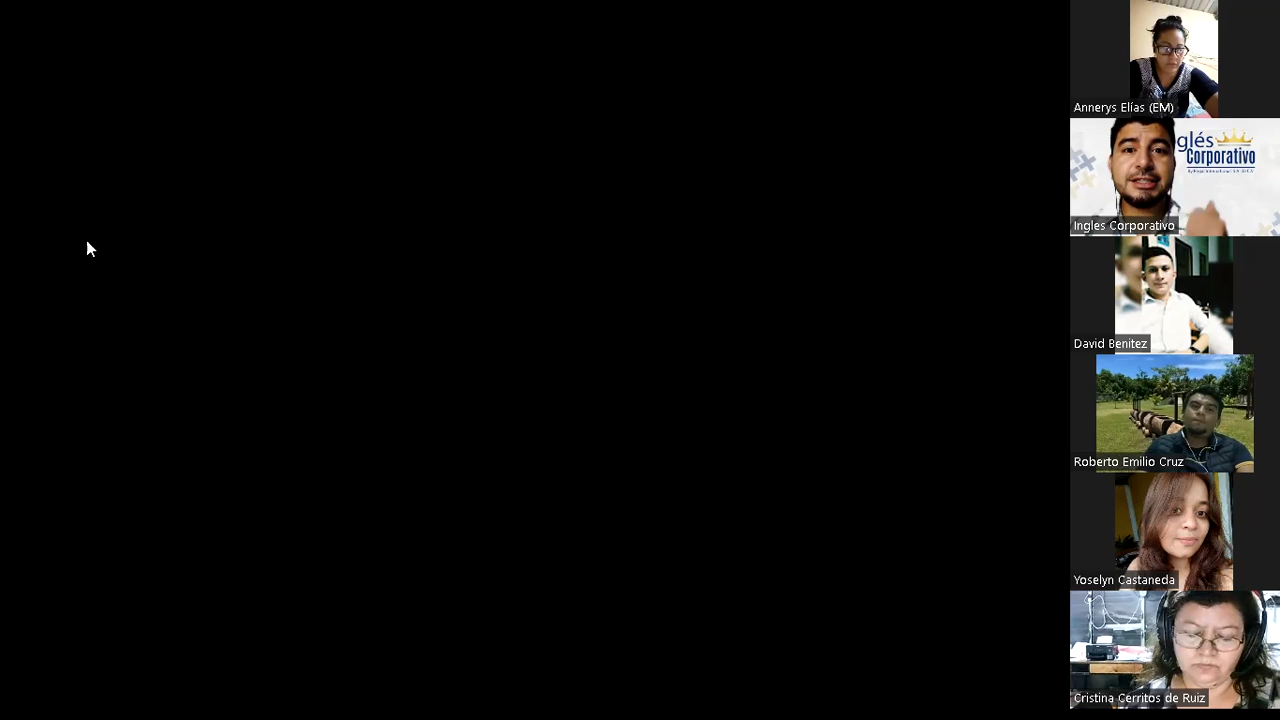 Annerys Elías (EM)
glés
Corporativo
Ingles Corporativo
David Benitez
Roberto Emilio Cruz
Yoselyn Castaneda
Cristina Cerritos de Ruiz